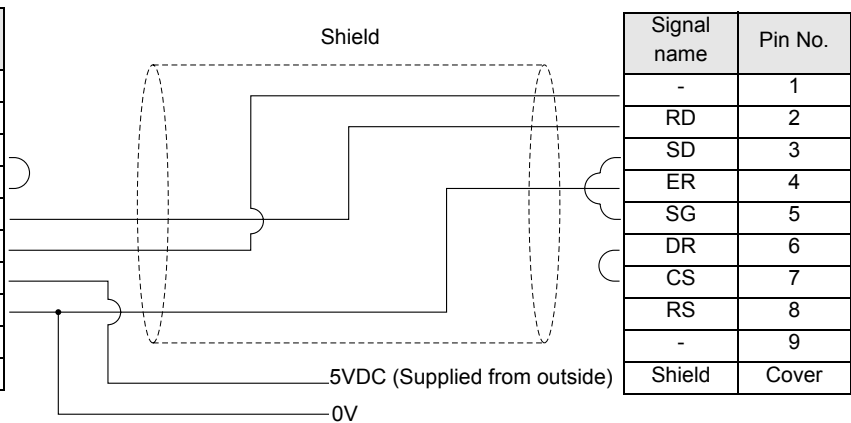 Shield
Signal name Pin No.
- 1
RD 2
SD 3
ER 4
SG 5
DR 6
CS 7
RS 8
- 9
Shield Cover
5VDC (Supplied from outside)
0V